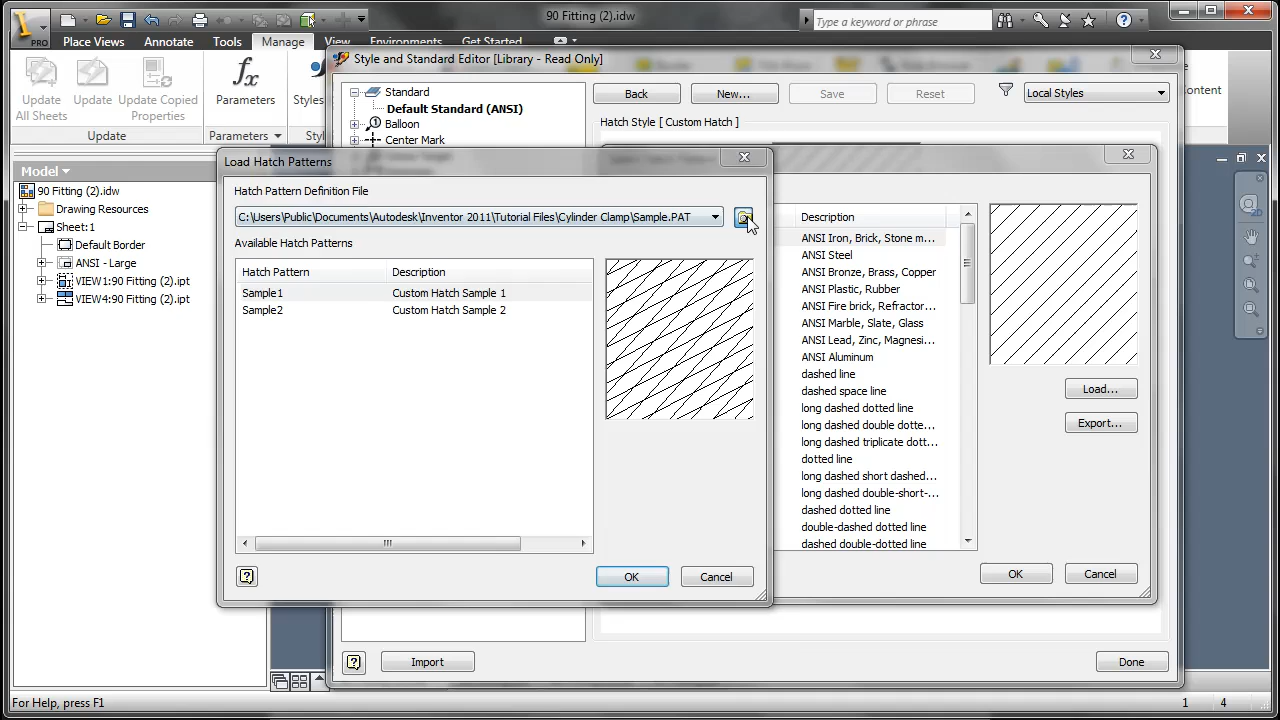 90 Fitting (2).idw
Type a keyword or phrase
PRO
Place Views
Annotate
Tools
Manage
View
Environments
Get Started
Update All Sheets
Update
Update Copied Properties
Parameters
Styles
Update
Parameters
Styl
ontent
Style and Standard Editor [Library - Read Only]
Back
New...
Save
Reset
Local Styles
Standard
Default Standard (ANSI)
Balloon
Center Mark
Hatch Style [ Custom Hatch ]
Model
90 Fitting (2).idw
Drawing Resources
Sheet:1
Default Border
ANSI - Large
VIEW1:90 Fitting (2).ipt
VIEW4:90 Fitting (2).ipt
Load Hatch Patterns
Hatch Pattern Definition File
C:\Users\Public\Documents\Autodesk\Inventor 2011\Tutorial Files\Cylinder Clamp\Sample.PAT
Available Hatch Patterns
Hatch Pattern Description
Sample1 Custom Hatch Sample 1
Sample2 Custom Hatch Sample 2
OK
Cancel
Description
ANSI Iron, Brick, Stone m...
ANSI Steel
ANSI Bronze, Brass, Copper
ANSI Plastic, Rubber
ANSI Fire brick, Refractor...
ANSI Marble, Slate, Glass
ANSI Lead, Zinc, Magnesi...
ANSI Aluminum
dashed line
dashed space line
long dashed dotted line
long dashed double dotte...
long dashed triplicate dott...
dotted line
long dashed short dashed...
long dashed double-short-...
dashed dotted line
double-dashed dotted line
dashed double-dotted line
Load...
Export...
OK
Cancel
Import
Done
For Help, press F1
1 4